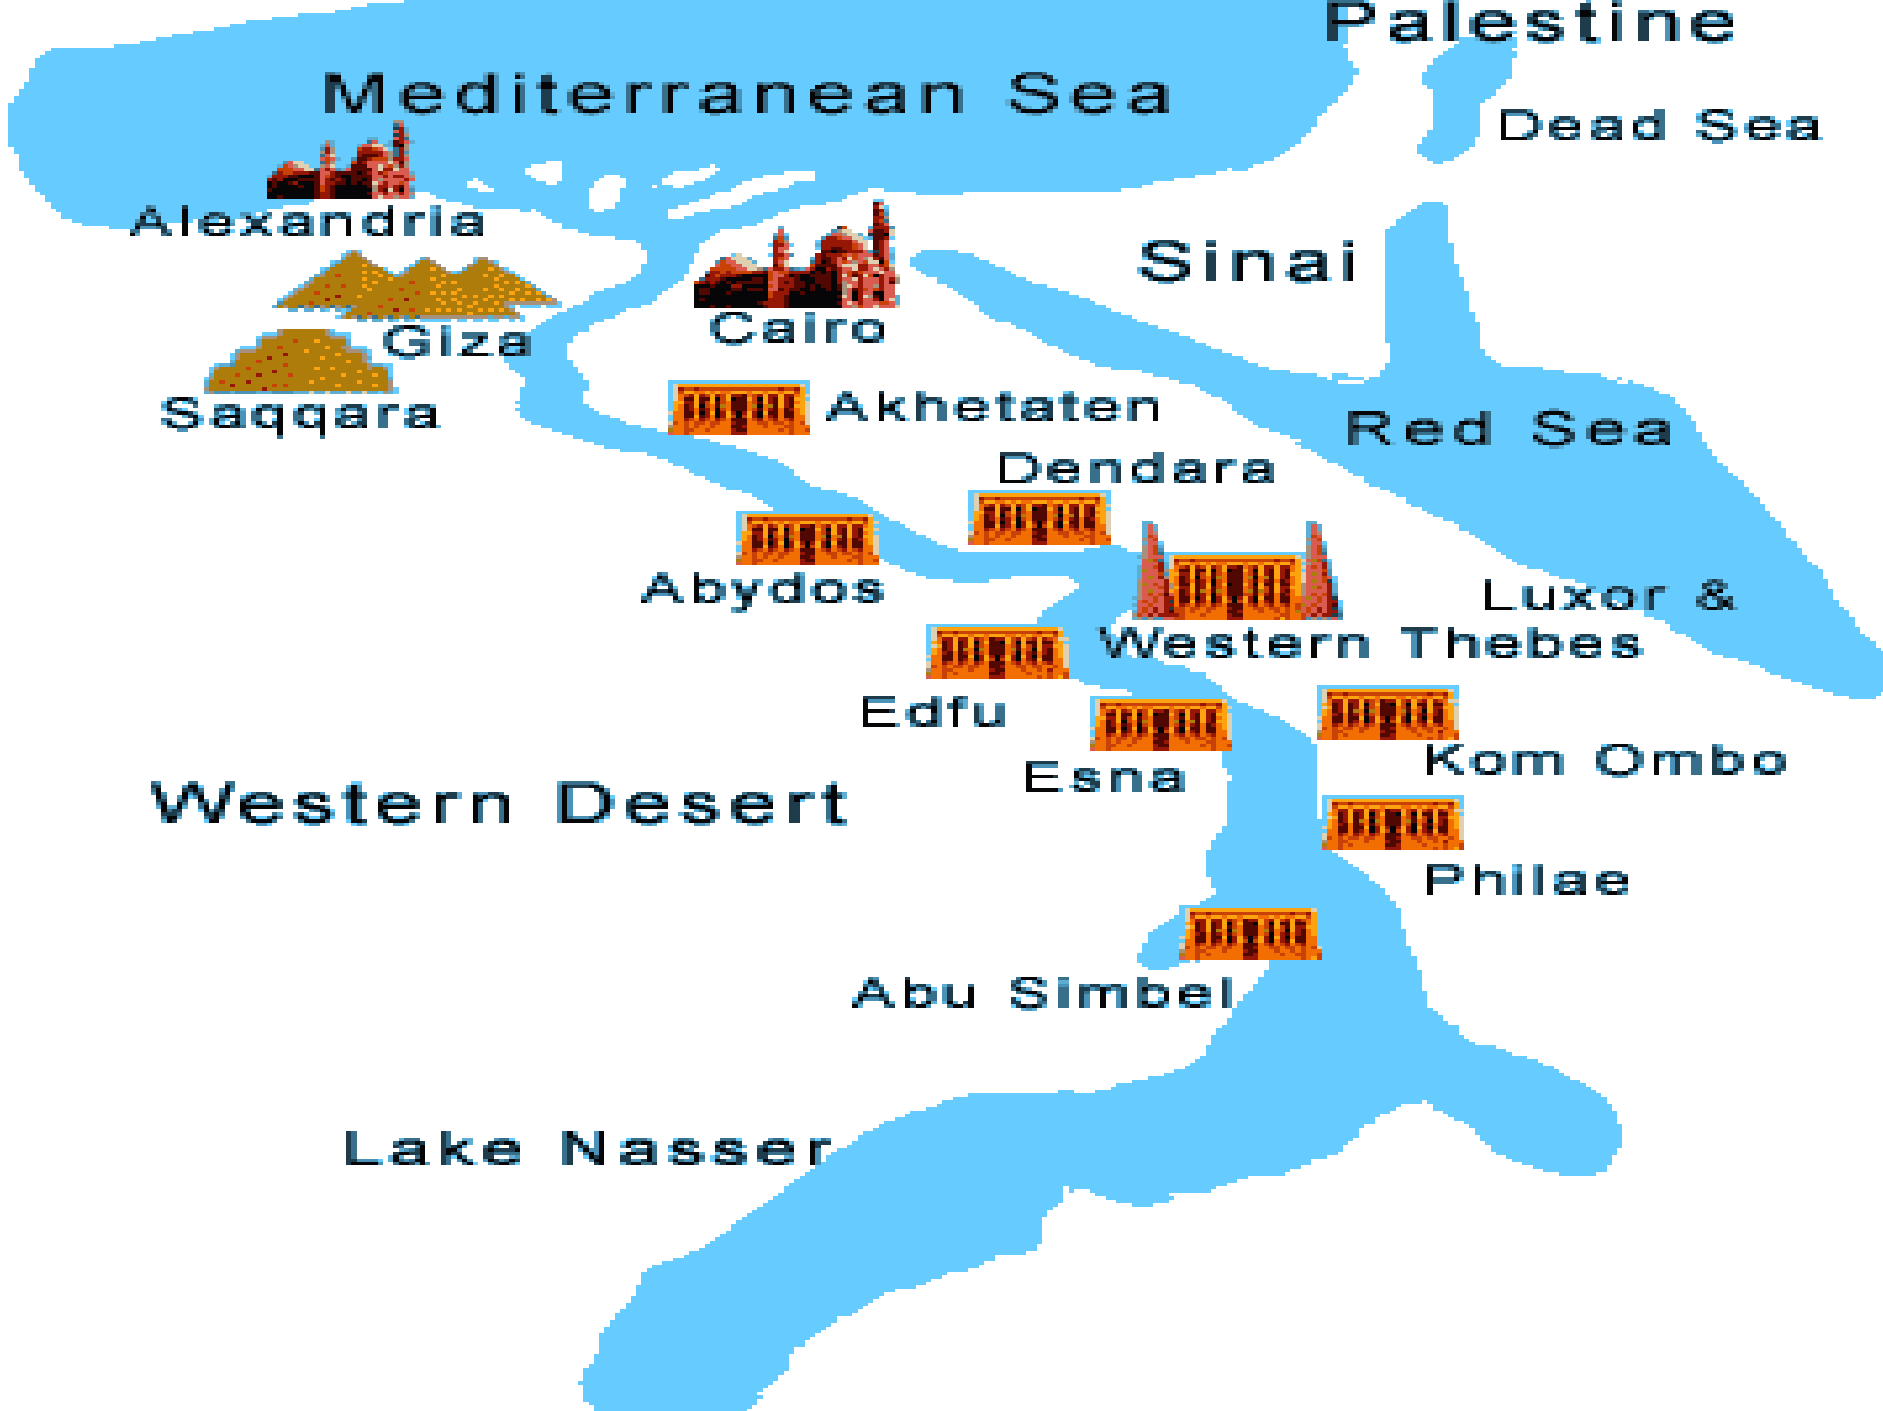 Palestine
Mediterranean Sea
Dead Sea
Alexandria
Sinai
Cairo
Giza
Saqqara
Akhetaten
Red Sea
Dendara
Abydos
Luxor &
Western Thebes
Edfu
Kom Ombo
Esna
Western Desert
Philae
Abu Simbel
Lake Nasser